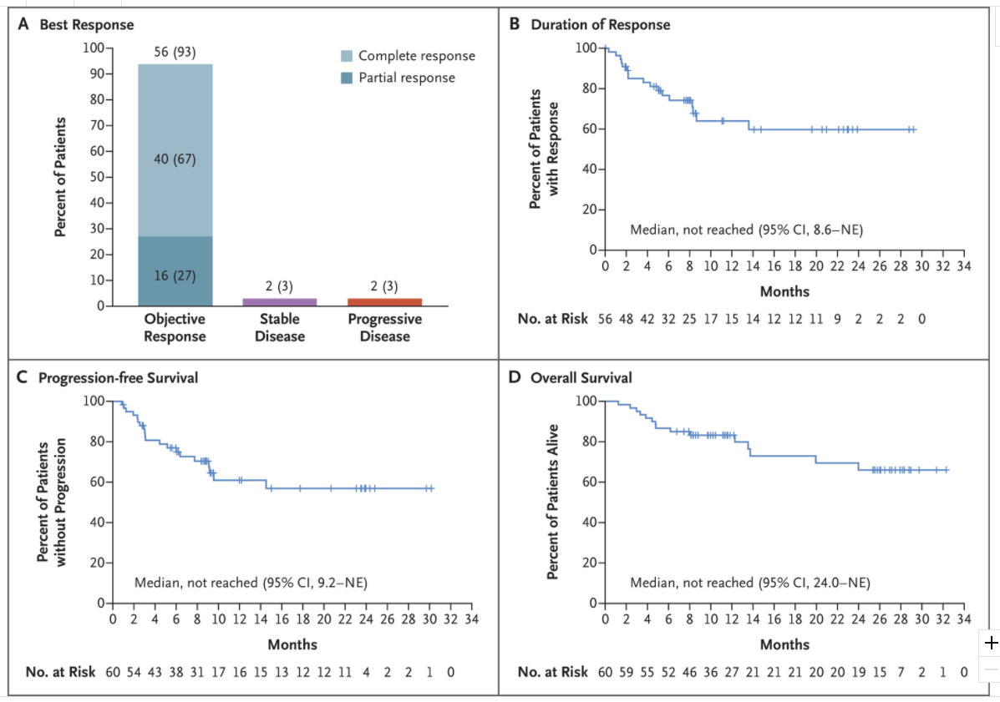 A Best Response
100
90
80
70
60
50
40
30
20
10
0
Percent of Patients
56 (93)
40 (67)
16 (27)
2 (3)
2 (3)
Complete response
Partial response
Objective
Response
Stable
Disease
Progressive
Disease
B Duration of Response
100
80
60
40
20
0
Percent of Patients
with Response
Median, not reached (95% CI, 8.6–NE)
0 2 4 6 8 10 12 14 16 18 20 22 24 26 28 30 32 34
Months
No. at Risk 56 48 42 32 25 17 15 14 12 12 11 9 2 2 2 0
C Progression-free Survival
100
80
60
40
20
0
Percent of Patients
without Progression
Median, not reached (95% CI, 9.2–NE)
0 2 4 6 8 10 12 14 16 18 20 22 24 26 28 30 32 34
Months
No. at Risk 60 54 43 38 31 17 16 15 13 12 12 11 4 2 2 1 0
D Overall Survival
100
80
60
40
20
0
Percent of Patients Alive
Median, not reached (95% CI, 24.0–NE)
0 2 4 6 8 10 12 14 16 18 20 22 24 26 28 30 32 34
Months
No. at Risk 60 59 55 52 46 36 27 21 21 21 20 20 19 15 7 2 1 0